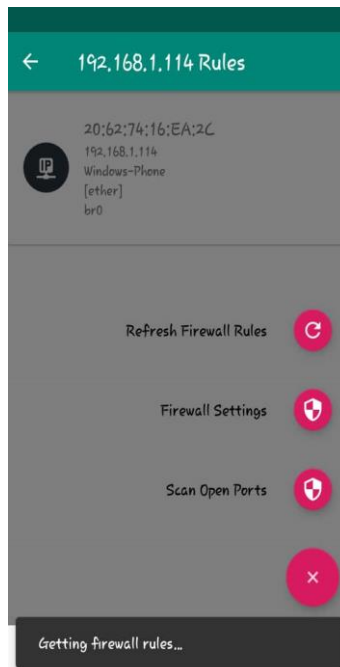 192.168.1.114 Rules
20:62:74:16:EA:2C
192.168.1.114
Windows-Phone
[ether]
br0
IP
Refresh Firewall Rules
Firewall Settings
Scan Open Ports
Getting firewall rules...